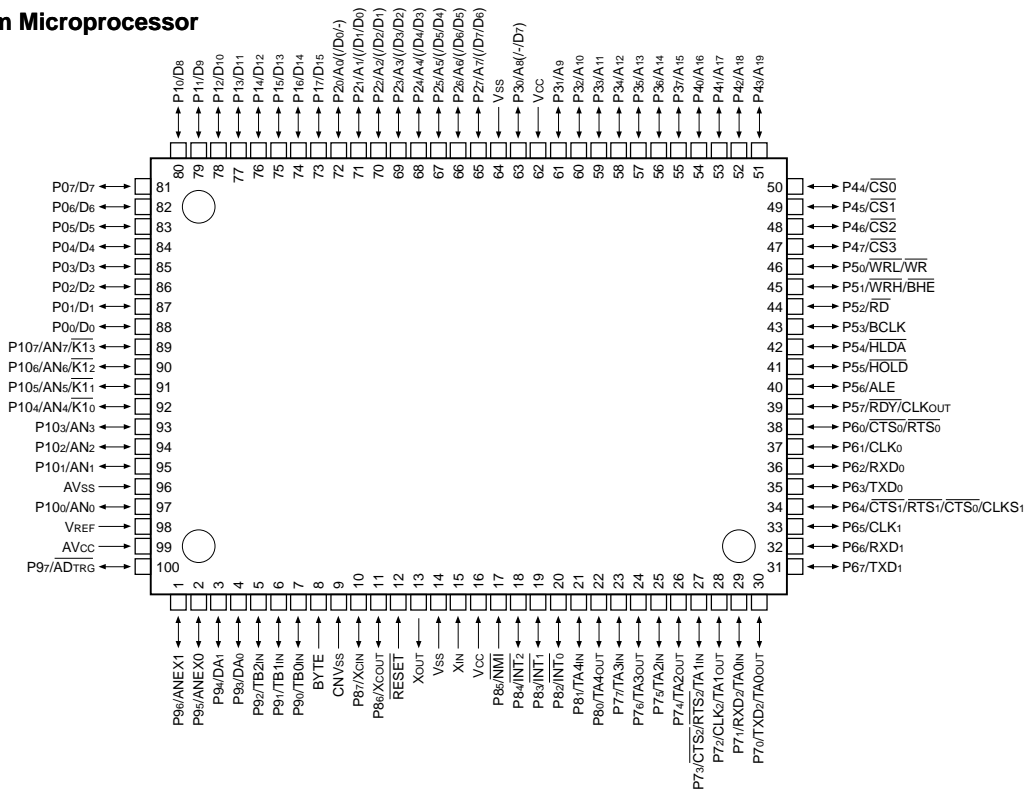 m Microprocessor
P10/D8
P11/D9
P12/D10
P13/D11
P14/D12
P15/D13
P16/D14
P17/D15
P20/A0(/D0/-)
P21/A1(/D1/D0)
P22/A2(/D2/D1)
P23/A3(/D3/D2)
P24/A4(/D4/D3)
P25/A5(/D5/D4)
P26/A6(/D6/D5)
P27/A7(/D7/D6)
Vss
P30/A8(/-/D7)
Vcc
P31/A9
P32/A10
P33/A11
P34/A12
P35/A13
P36/A14
P37/A15
P40/A16
P41/A17
P42/A18
P43/A19
80 79 78 77 76 75 74 73 72 71 70 69 68 67 66 65 64 63 62 61 60 59 58 57 56 55 54 53 52 51
P07/D7 81
P06/D6 82
P05/D5 83
P04/D4 84
P03/D3 85
P02/D2 86
P01/D1 87
P00/D0 88
P107/AN7/K13 89
P106/AN6/K12 90
P105/AN5/K11 91
P104/AN4/K10 92
P103/AN3 93
P102/AN2 94
P101/AN1 95
AVss 96
P100/AN0 97
VREF 98
AVcc 99
P97/ADTRG 100
50 P44/CS0
49 P45/CS1
48 P46/CS2
47 P47/CS3
46 P50/WRL/WR
45 P51/WRH/BHE
44 P52/RD
43 P53/BCLK
42 P54/HLDA
41 P55/HOLD
40 P56/ALE
39 P57/RDY/CLKOUT
38 P60/CTS0/RTS0
37 P61/CLK0
36 P62/RXD0
35 P63/TXD0
34 P64/CTS1/RTS1/CTS0/CLKS1
33 P65/CLK1
32 P66/RXD1
31 P67/TXD1
1 2 3 4 5 6 7 8 9 10 11 12 13 14 15 16 17 18 19 20 21 22 23 24 25 26 27 28 29 30
P96/ANEX1
P95/ANEX0
P94/DA1
P93/DA0
P92/TB2IN
P91/TB1IN
P90/TB0IN
BYTE
CNVss
P87/XCIN
P86/XCOUT
RESET
XOUT
Vss
XIN
Vcc
P85/NMI
P84/INT2
P83/INT1
P82/INT0
P81/TA4IN
P80/TA4OUT
P77/TA3IN
P76/TA3OUT
P75/TA2IN
P74/TA2OUT
P73/CTS2/RTS2/TA1IN
P72/CLK2/TA1OUT
P71/RXD2/TA0IN
P70/TXD2/TA0OUT